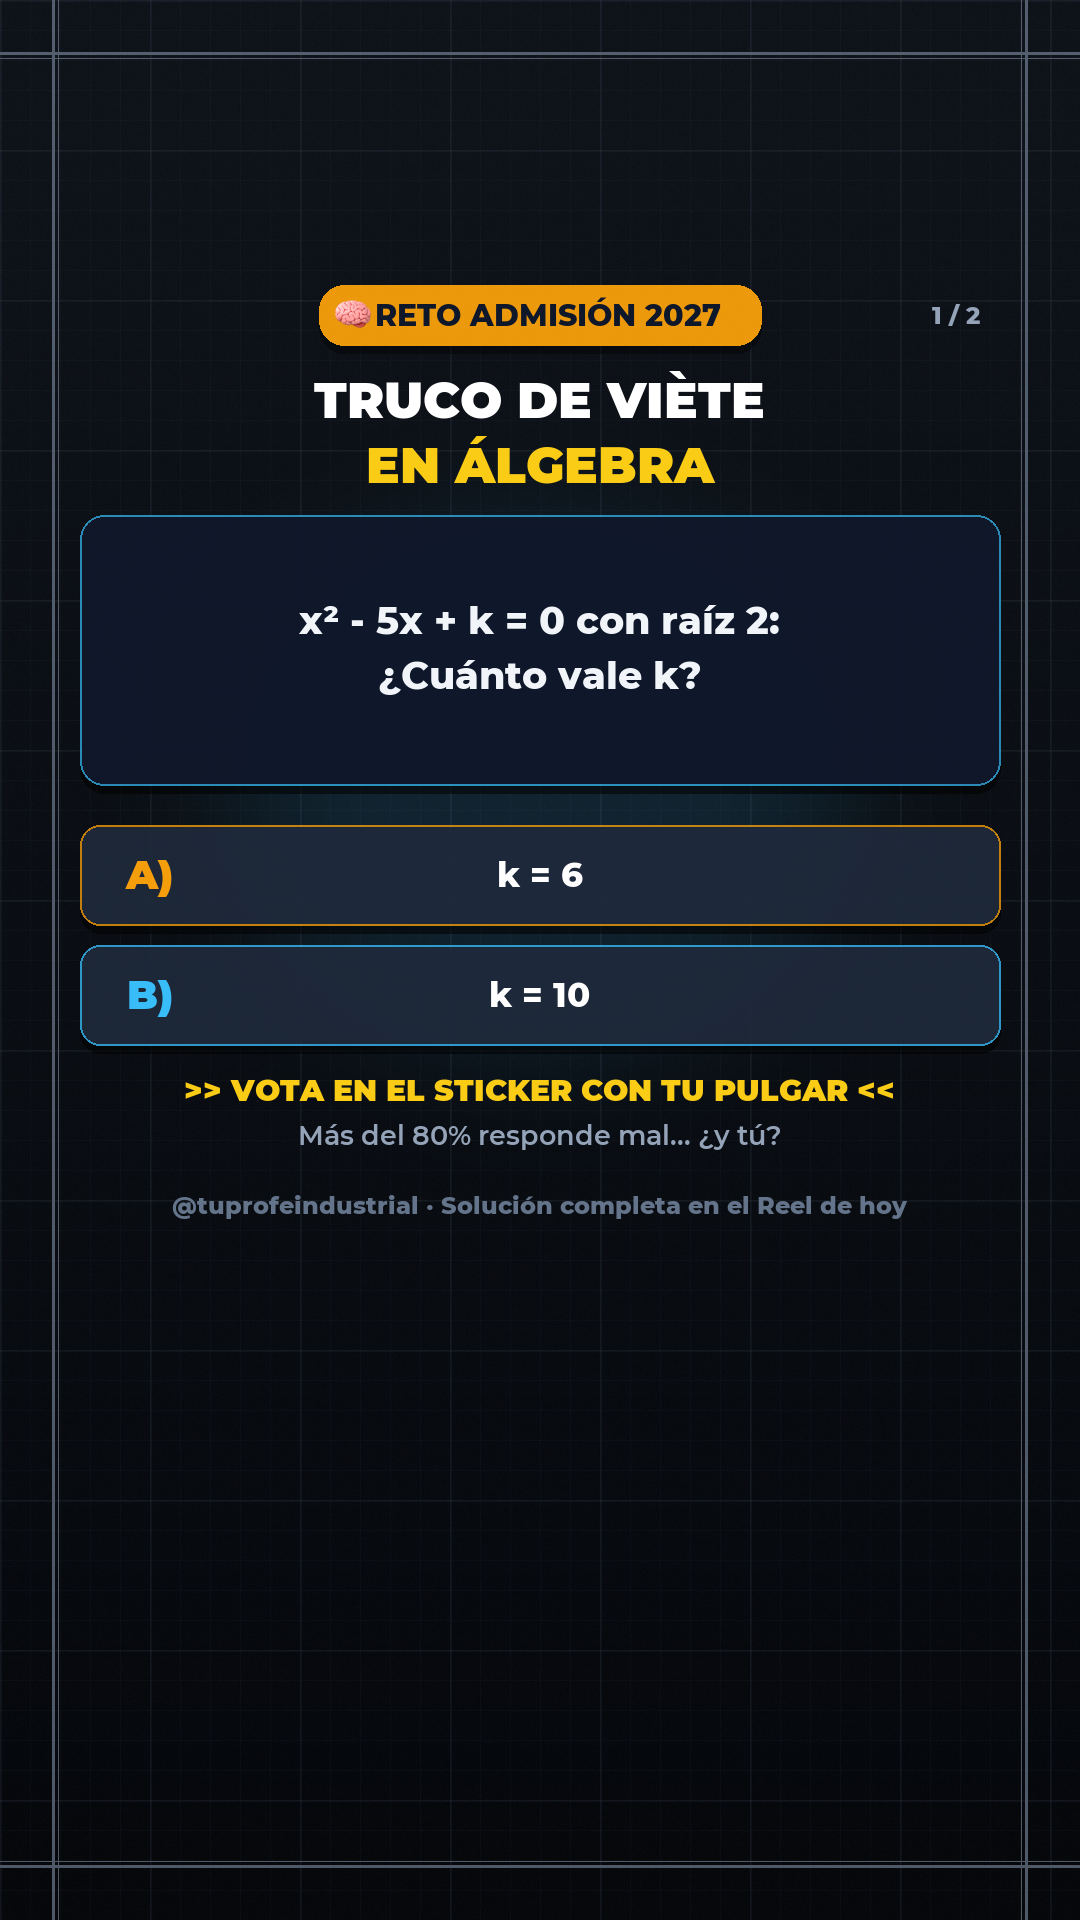 🧠RETO ADMISIÓN 2027
1 / 2
TRUCO DE VIÈTE
EN ÁLGEBRA
x² - 5x + k = 0 con raíz 2:
¿Cuánto vale k?
A) k = 6
B) k = 10
>> VOTA EN EL STICKER CON TU PULGAR <<
Más del 80% responde mal... ¿y tú?
@tuprofeindustrial · Solución completa en el Reel de hoy